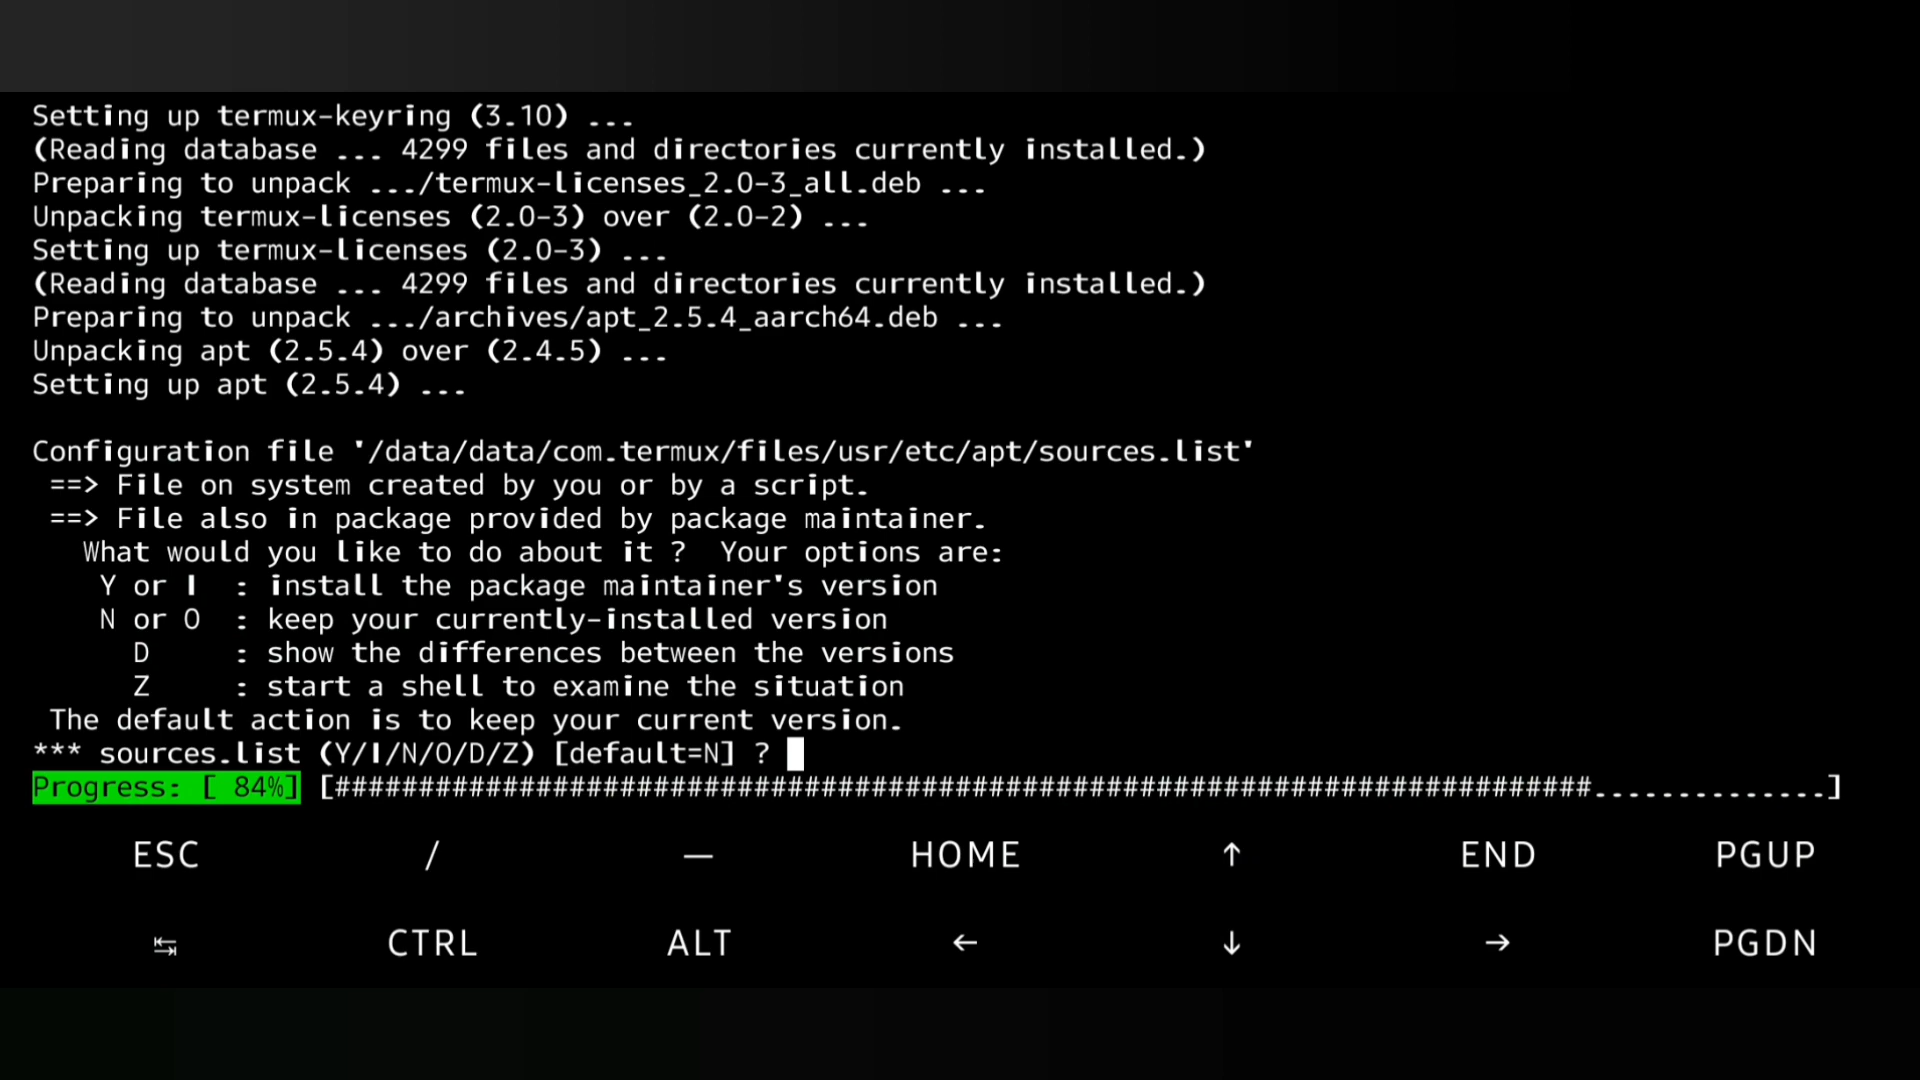 Setting up termux-keyring (3.10) ...
(Reading database ... 4299 files and directories currently installed.)
Preparing to unpack .../termux-licenses_2.0-3_all.deb ...
Unpacking termux-licenses (2.0-3) over (2.0-2) ...
Setting up termux-licenses (2.0-3) ...
(Reading database ... 4299 files and directories currently installed.)
Preparing to unpack .../archives/apt_2.5.4_aarch64.deb ...
Unpacking apt (2.5.4) over (2.4.5) ...
Setting up apt (2.5.4) ...

Configuration file '/data/data/com.termux/files/usr/etc/apt/sources.list'
 ==> File on system created by you or by a script.
 ==> File also in package provided by package maintainer.
   What would you like to do about it ?  Your options are:
    Y or I  : install the package maintainer's version
    N or O  : keep your currently-installed version
      D     : show the differences between the versions
      Z     : start a shell to examine the situation
 The default action is to keep your current version.
*** sources.list (Y/I/N/O/D/Z) [default=N] ?
Progress: [ 84%] [###########################################################################..............]
ESC / — HOME ↑ END PGUP
↹ CTRL ALT ← ↓ → PGDN